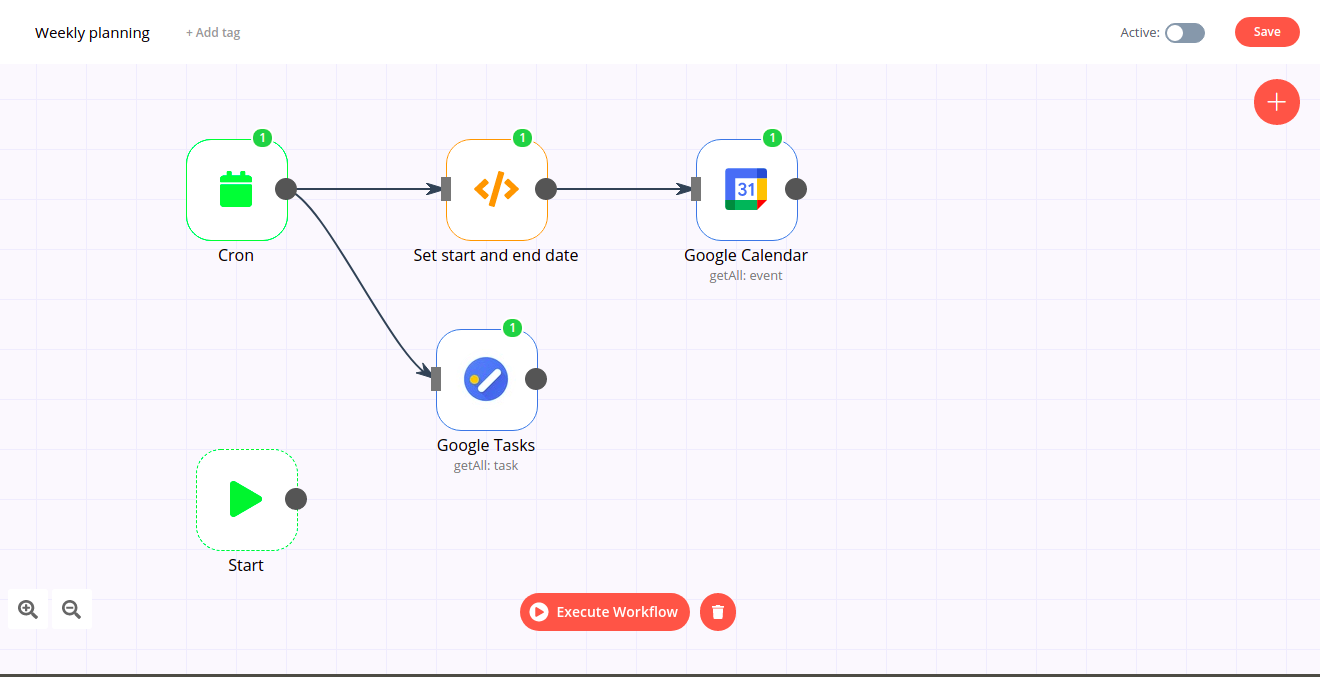 Weekly planning
+ Add tag
Active:
Save
1
1
1
31
Cron
Set start and end date
Google Calendar
getAll: event
1
Google Tasks
getAll: task
Start
Execute Workflow